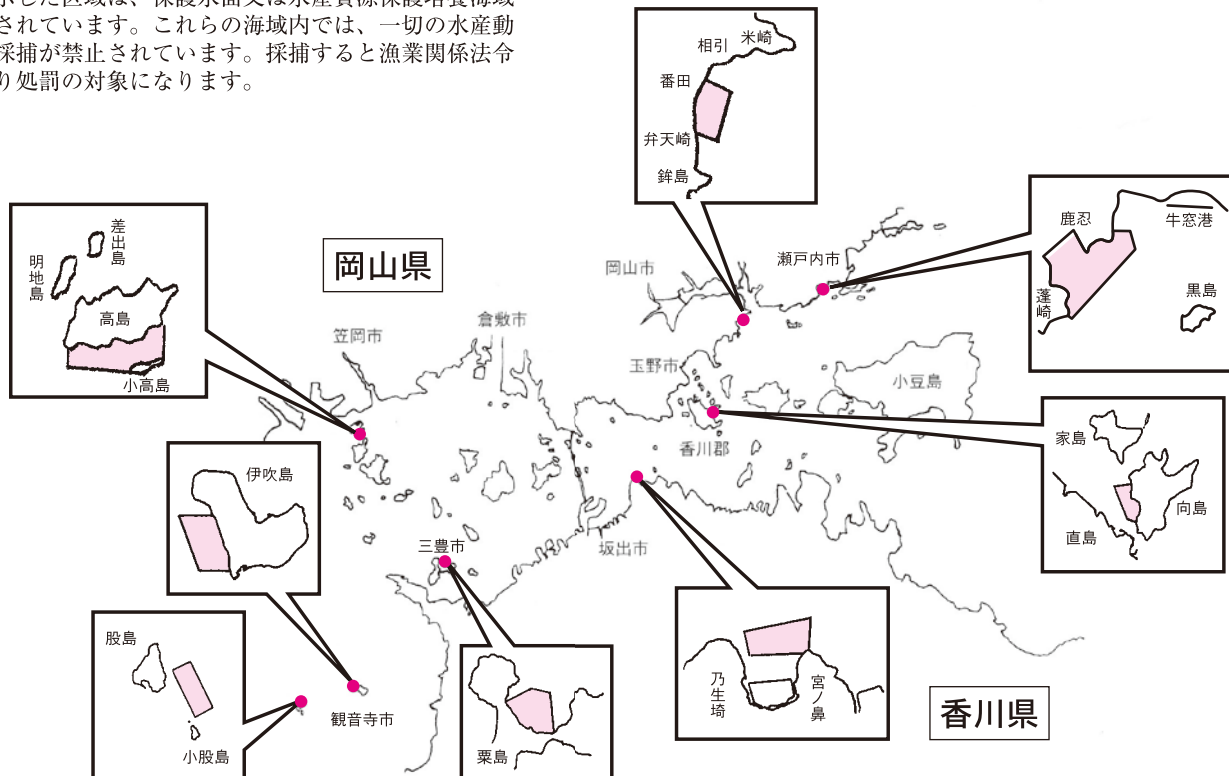 示した区域は、保護水面又は水産資源保護培養海域
されています。これらの海域内では、一切の水産動
採捕が禁止されています。採捕すると漁業関係法令
り処罰の対象になります。
米崎
相引
番田
弁天崎
鉾島
鹿忍
牛窓港
蓬崎
黒島
差出島
明地島
高島
小高島
岡山県
岡山市
瀬戸内市
笠岡市
倉敷市
玉野市
小豆島
香川郡
家島
向島
直島
伊吹島
三豊市
坂出市
股島
小股島
観音寺市
粟島
乃生埼
宮ノ鼻
香川県